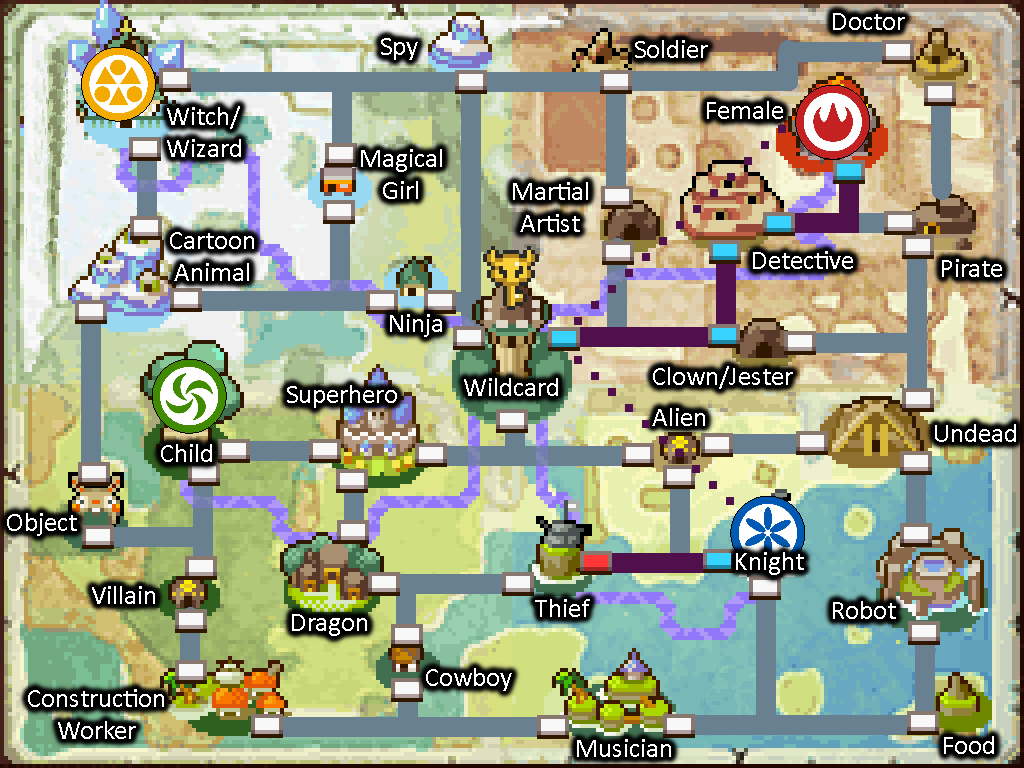 Doctor
Spy
Soldier
Female
Witch/
Wizard
Magical
Girl
Martial
Artist
Cartoon
Animal
Detective
Pirate
Ninja
Wildcard
Clown/Jester
Superhero
Alien
Undead
Child
Object
Knight
Villain
Dragon
Thief
Robot
Cowboy
Construction
Worker
Musician
Food